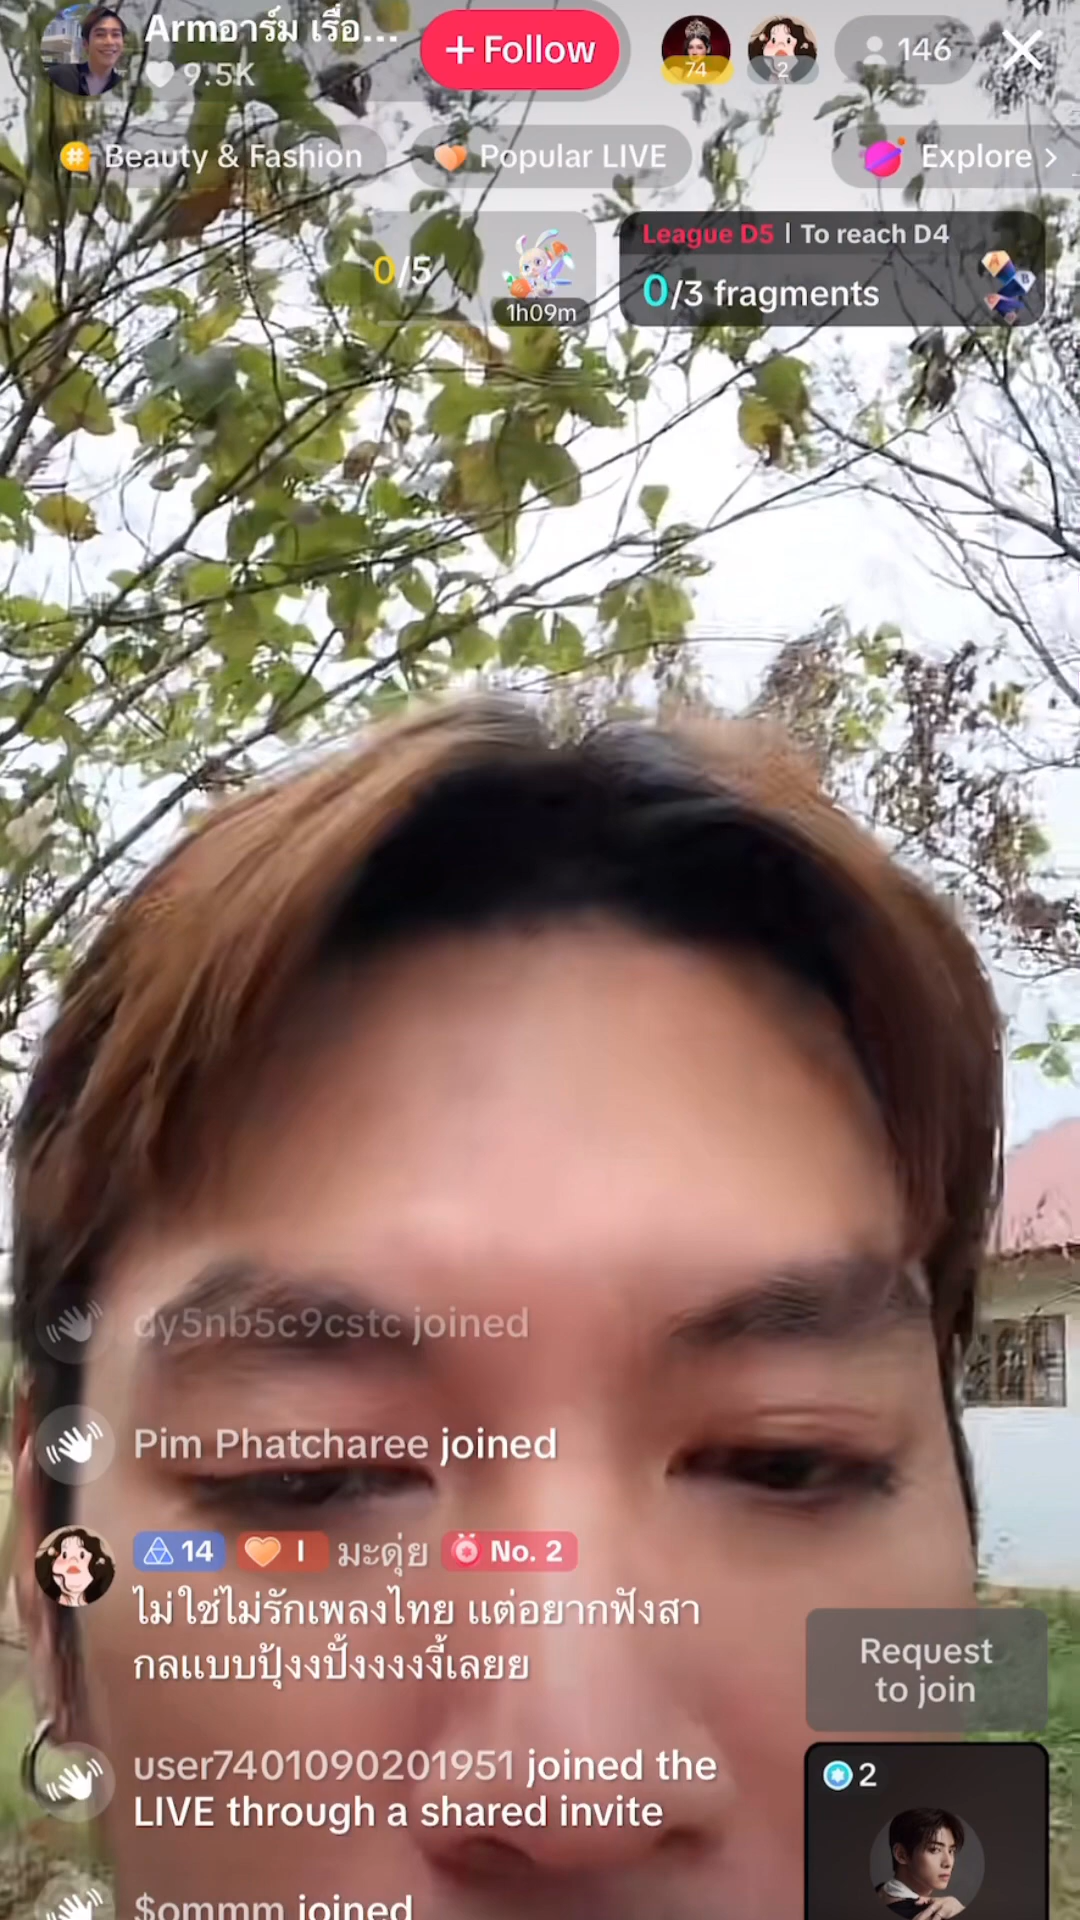 Armอาร์ม เรื่อ...
9.5K
+ Follow
74
2
146
Beauty & Fashion
Popular LIVE
Explore >
0/5
1h09m
League D5 | To reach D4
0/3 fragments
dy5nb5c9cstc joined
Pim Phatcharee joined
14 I มะดุ่ย No. 2
ไม่ใช่ไม่รักเพลงไทย แต่อยากฟังสา
กลแบบปุ้งงปั้งงงงงี้เลยย
Request
to join
user7401090201951 joined the
LIVE through a shared invite
2
$ommm joined